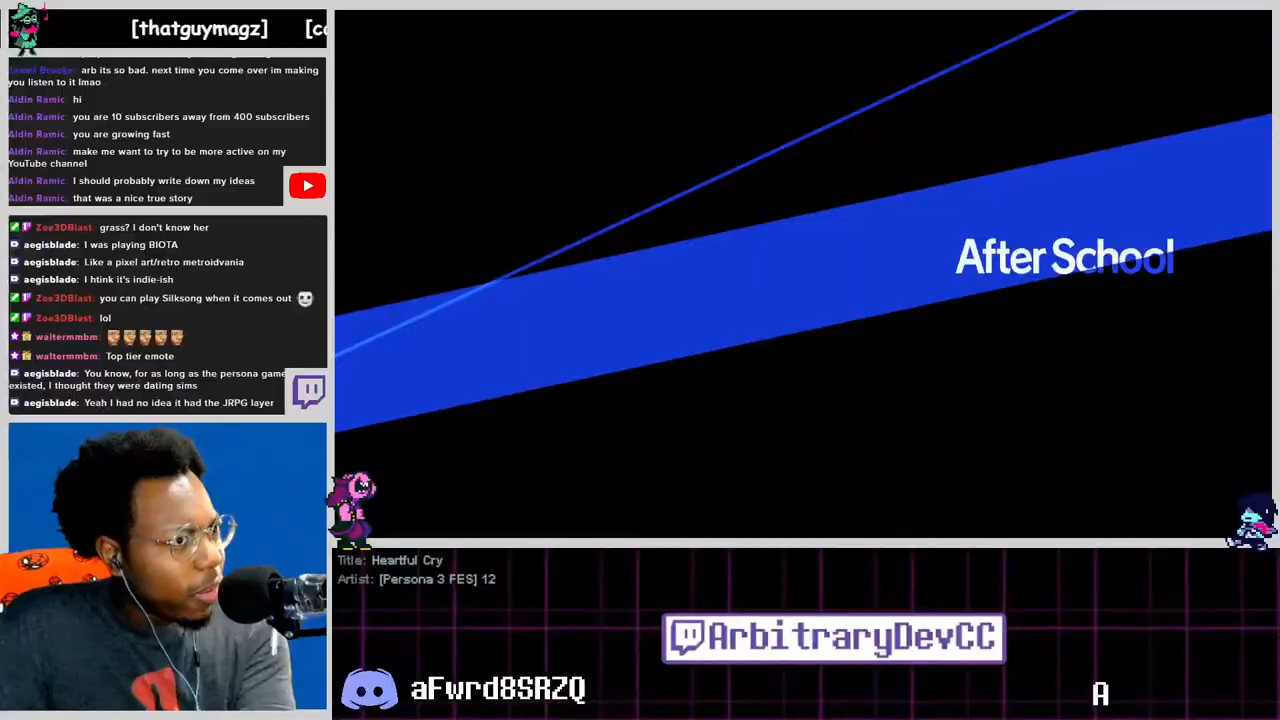 [thatguymagz] [co
Jaxel Brooke: arb its so bad. next time you come over im making
you listen to it lmao
Aldin Ramic: hi
Aldin Ramic: you are 10 subscribers away from 400 subscribers
Aldin Ramic: you are growing fast
Aldin Ramic: make me want to try to be more active on my
YouTube channel
Aldin Ramic: I should probably write down my ideas
Aldin Ramic: that was a nice true story
Zoe3DBlast: grass? I don't know her
aegisblade: I was playing BIOTA
aegisblade: Like a pixel art/retro metroidvania
aegisblade: I htink it's indie-ish
Zoe3DBlast: you can play Silksong when it comes out
Zoe3DBlast: lol
waltermmbm:
waltermmbm: Top tier emote
aegisblade: You know, for as long as the persona game
existed, I thought they were dating sims
aegisblade: Yeah I had no idea it had the JRPG layer
After School
Title: Heartful Cry
Artist: [Persona 3 FES] 12
ArbitraryDevCC
aFwrd8SRZQ
A